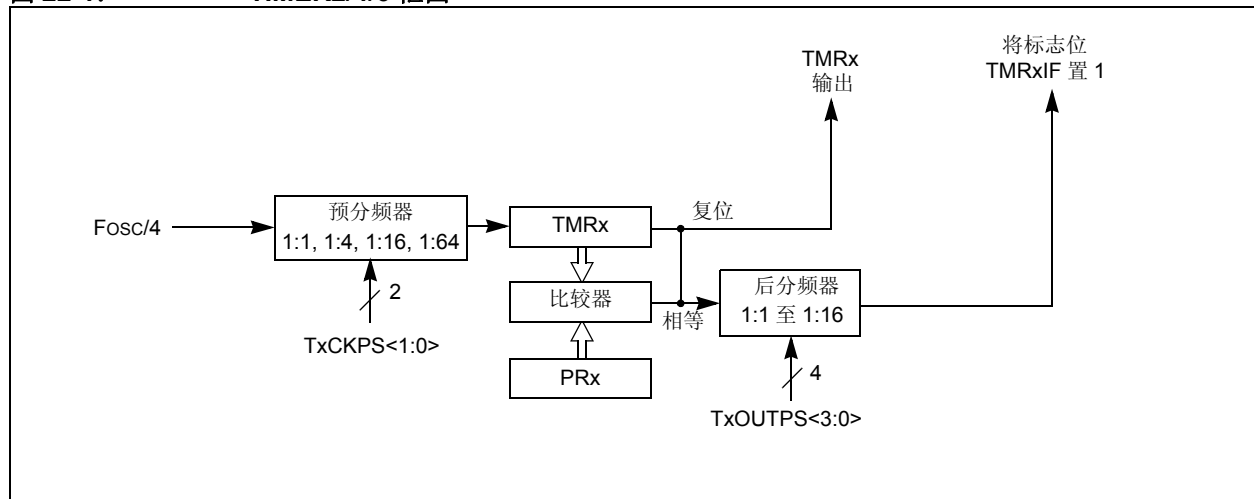 TMRx
输出
将标志位
TMRxIF 置 1
Fosc/4
预分频器
1:1, 1:4, 1:16, 1:64
2
TxCKPS<1:0>
TMRx
复位
比较器
相等
PRx
后分频器
1:1 至 1:16
4
TxOUTPS<3:0>